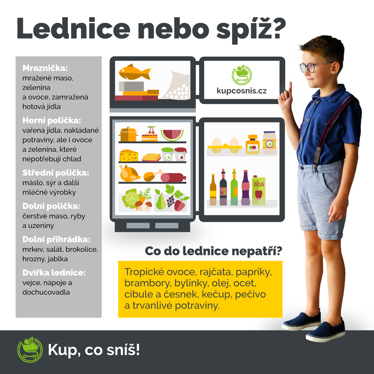 Lednice nebo spíž?
Mraznička:
mražené maso,
zelenina
a ovoce, zamražená
hotová jídla
Horní polička:
vařená jídla, nakládané
potraviny, ale i ovoce
a zelenina, které
nepotřebují chlad
Střední polička:
máslo, sýr a další
mléčné výrobky
Dolní polička:
čerstvé maso, ryby
a uzeniny
Dolní přihrádka:
mrkev, salát, brokolice,
hrozny, jablka
Dvířka lednice:
vejce, nápoje a
dochucovadla
kupcosnis.cz
Co do lednice nepatří?
Tropické ovoce, rajčata, papriky,
brambory, bylinky, olej, ocet,
cibule a česnek, kečup, pečivo
a trvanlivé potraviny.
Kup, co sníš!